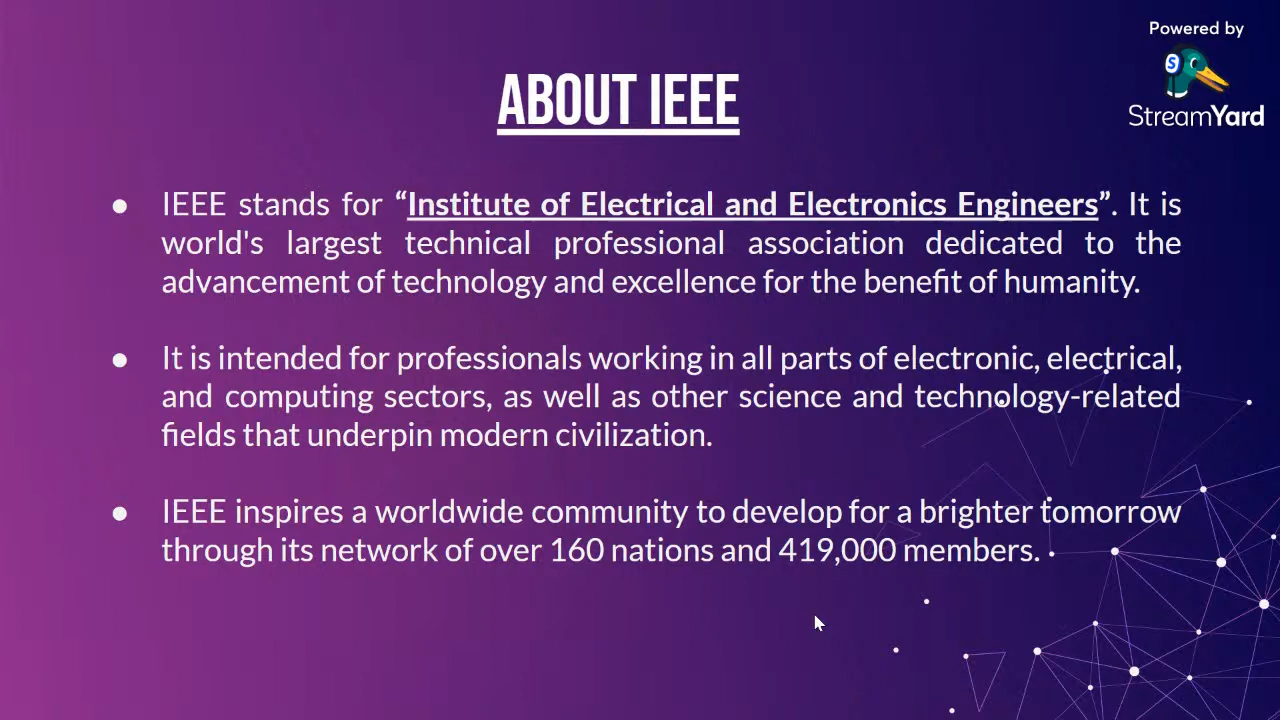 Powered by
StreamYard
ABOUT IEEE
● IEEE stands for “Institute of Electrical and Electronics Engineers”. It is
world's largest technical professional association dedicated to the
advancement of technology and excellence for the benefit of humanity.
● It is intended for professionals working in all parts of electronic, electrical,
and computing sectors, as well as other science and technology-related
fields that underpin modern civilization.
● IEEE inspires a worldwide community to develop for a brighter tomorrow
through its network of over 160 nations and 419,000 members.